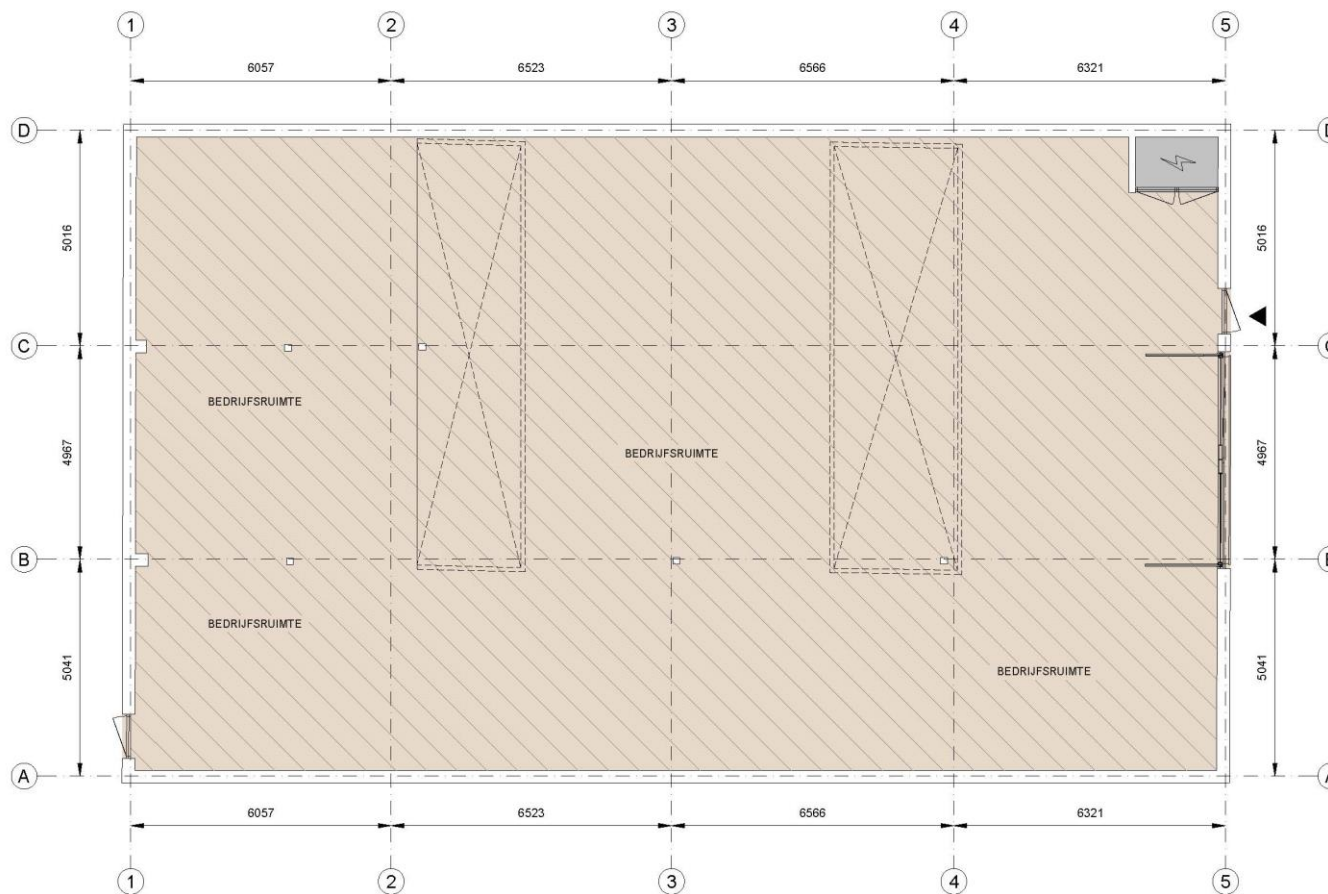 1 2 3 4 5
6057 6523 6566 6321
D D
5016 5016
C C
BEDRIJFSRUIMTE
4967 BEDRIJFSRUIMTE 4967
B B
BEDRIJFSRUIMTE
5041 BEDRIJFSRUIMTE 5041
A A
6057 6523 6566 6321
1 2 3 4 5